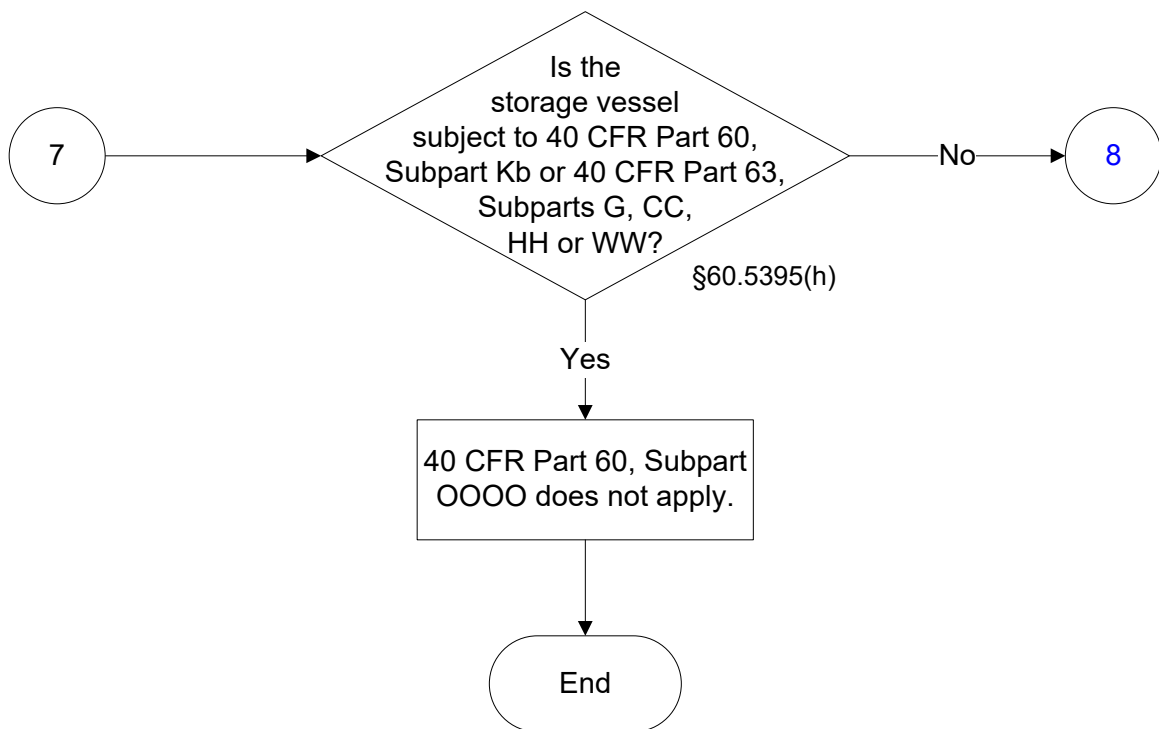 7
Is the
storage vessel
subject to 40 CFR Part 60,
Subpart Kb or 40 CFR Part 63,
Subparts G, CC,
HH or WW?
No
8
§60.5395(h)
Yes
40 CFR Part 60, Subpart
OOOO does not apply.
End